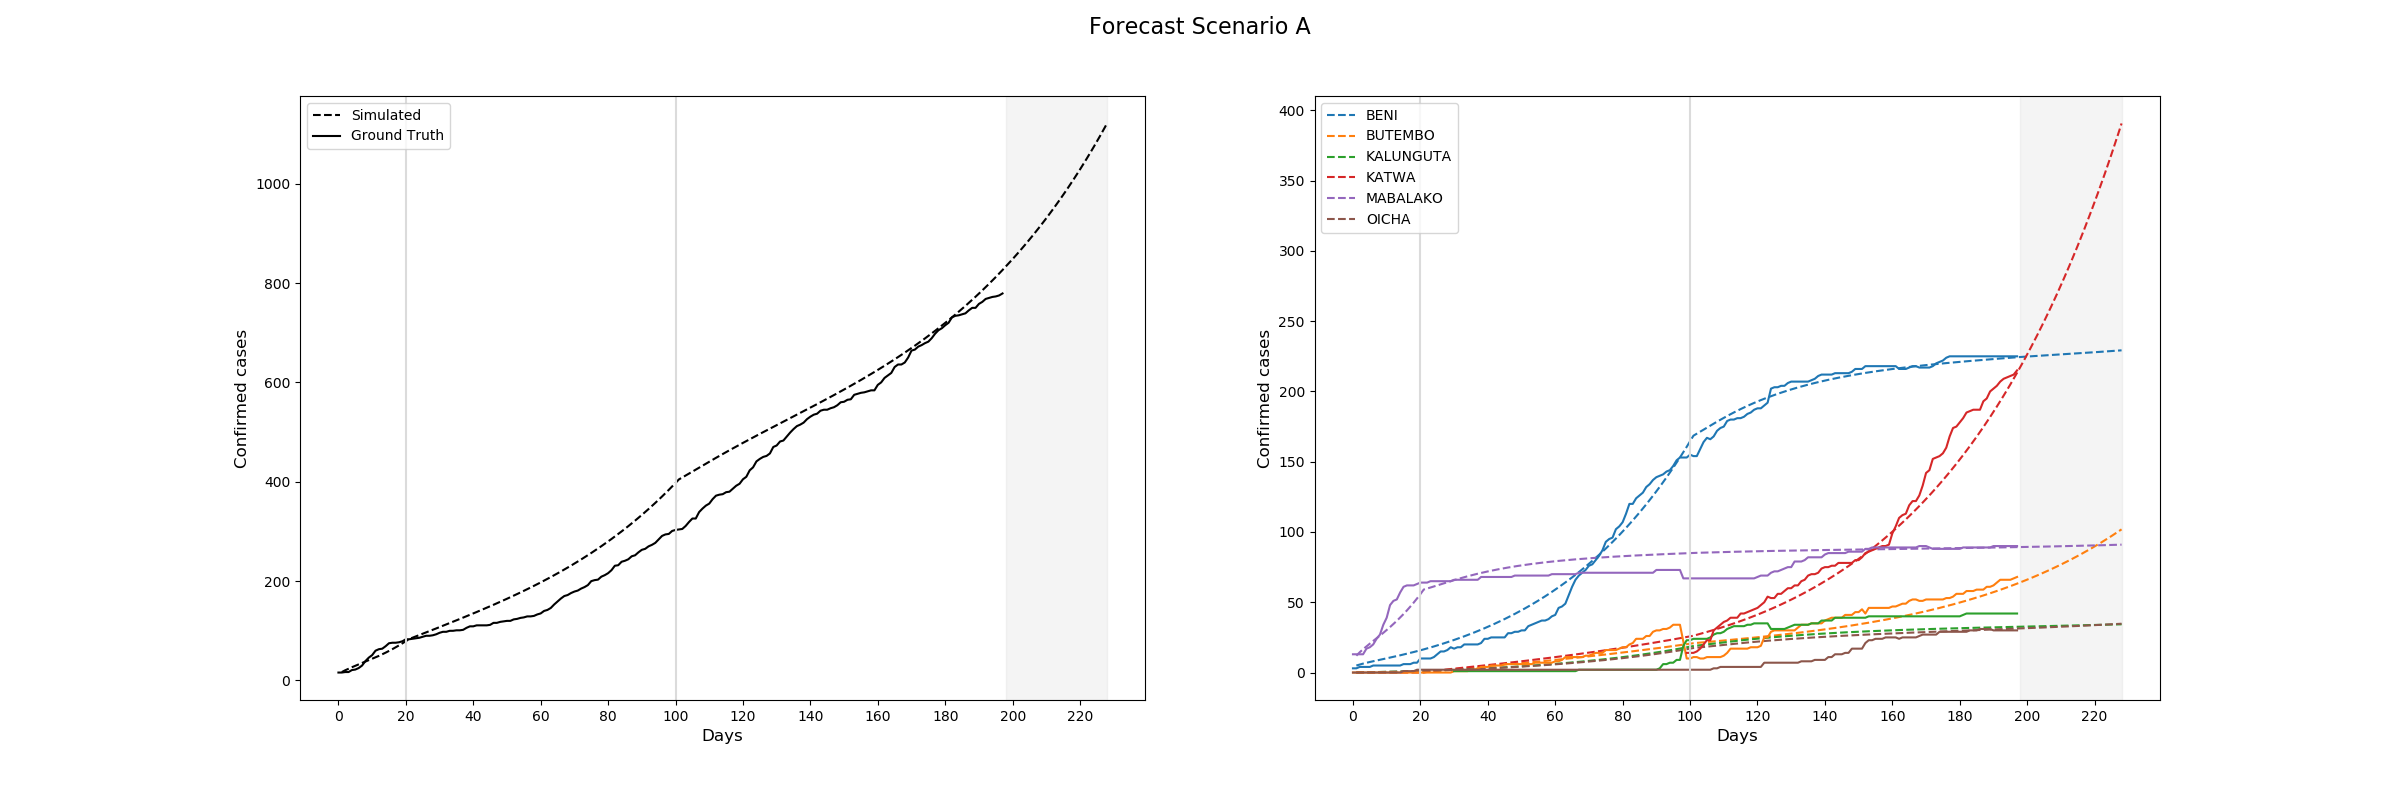 Forecast Scenario A
Simulated
Ground Truth
Confirmed cases
1000
800
600
400
200
0
0 20 40 60 80 100 120 140 160 180 200 220
Days
BENI
BUTEMBO
KALUNGUTA
KATWA
MABALAKO
OICHA
Confirmed cases
400
350
300
250
200
150
100
50
0
0 20 40 60 80 100 120 140 160 180 200 220
Days